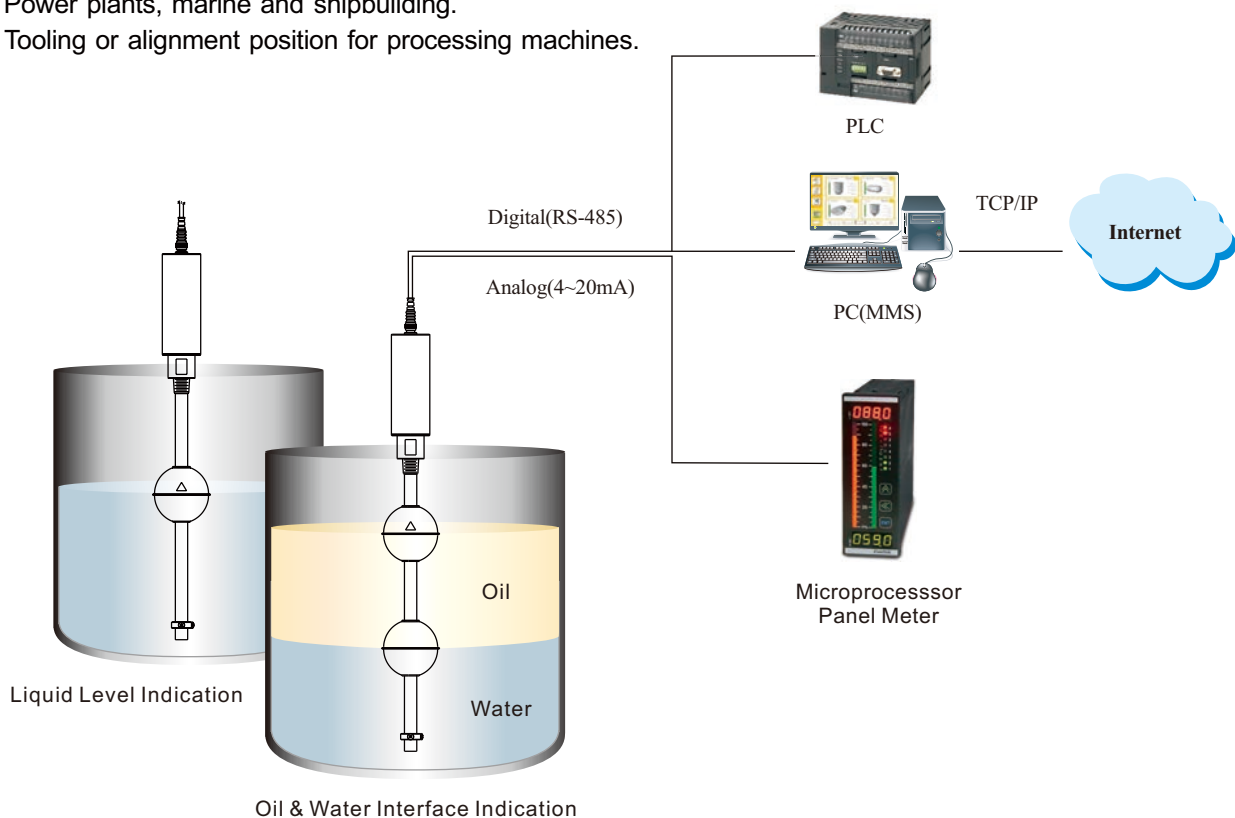 Power plants, marine and shipbuilding.
Tooling or alignment position for processing machines.
PLC
Digital(RS-485)
TCP/IP
Internet
Analog(4~20mA)
PC(MMS)
0880
0590
Oil
Microprocesssor
Panel Meter
Liquid Level Indication
Water
Oil & Water Interface Indication